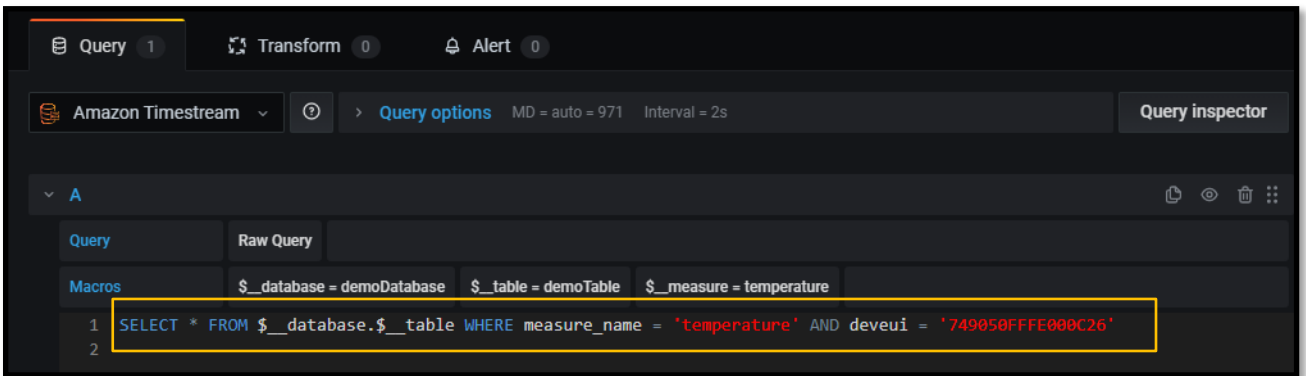 Query 1 Transform 0 Alert 0
Amazon Timestream Query options MD = auto = 971 Interval = 2s Query inspector
A
Query Raw Query
Macros $__database = demoDatabase $__table = demoTable $__measure = temperature
1 SELECT * FROM $__database.$__table WHERE measure_name = 'temperature' AND deveui = '749050FFFE000C26'
2